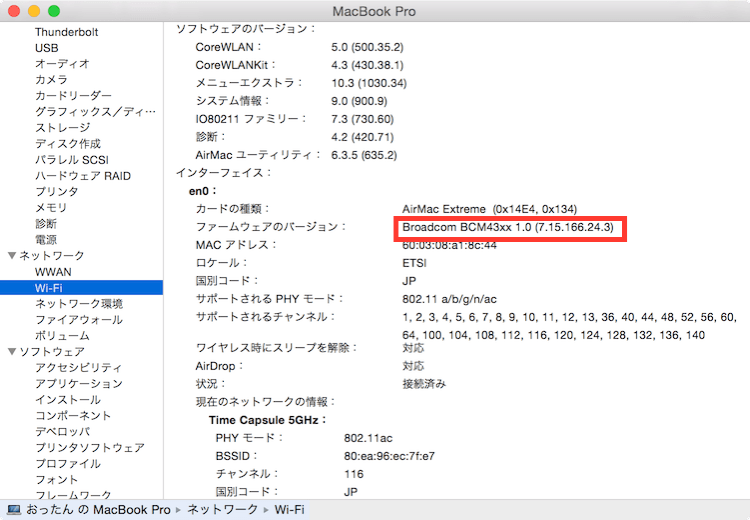 MacBook Pro
Thunderbolt
USB
オーディオ
カメラ
カードリーダー
グラフィックス／ディ…
ストレージ
ディスク作成
パラレル SCSI
ハードウェア RAID
プリンタ
メモリ
診断
電源
▼ネットワーク
WWAN
Wi-Fi
ネットワーク環境
ファイアウォール
ボリューム
▼ソフトウェア
アクセシビリティ
アプリケーション
インストール
コンポーネント
デベロッパ
プリンタソフトウェア
プロファイル
フォント
フレームワーク
ソフトウェアのバージョン：
CoreWLAN： 5.0 (500.35.2)
CoreWLANKit： 4.3 (430.38.1)
メニューエクストラ： 10.3 (1030.34)
システム情報： 9.0 (900.9)
IO80211 ファミリー： 7.3 (730.60)
診断： 4.2 (420.71)
AirMac ユーティリティ： 6.3.5 (635.2)
インターフェイス：
en0：
カードの種類： AirMac Extreme (0x14E4, 0x134)
ファームウェアのバージョン： Broadcom BCM43xx 1.0 (7.15.166.24.3)
MAC アドレス： 60:03:08:a1:8c:44
ロケール： ETSI
国別コード： JP
サポートされる PHY モード： 802.11 a/b/g/n/ac
サポートされるチャンネル： 1, 2, 3, 4, 5, 6, 7, 8, 9, 10, 11, 12, 13, 36, 40, 44, 48, 52, 56, 60,
64, 100, 104, 108, 112, 116, 120, 124, 128, 132, 136, 140
ワイヤレス時にスリープを解除： 対応
AirDrop： 対応
状況： 接続済み
現在のネットワークの情報：
Time Capsule 5GHz：
PHY モード： 802.11ac
BSSID： 80:ea:96:ec:7f:e7
チャンネル： 116
国別コード： JP
おったん の MacBook Pro ▸ ネットワーク ▸ Wi-Fi